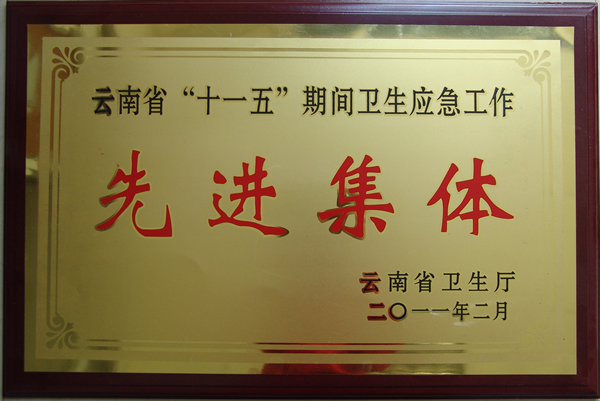 云南省“十一五”期间卫生应急工作
先进集体
云南省卫生厅
二〇一一年二月